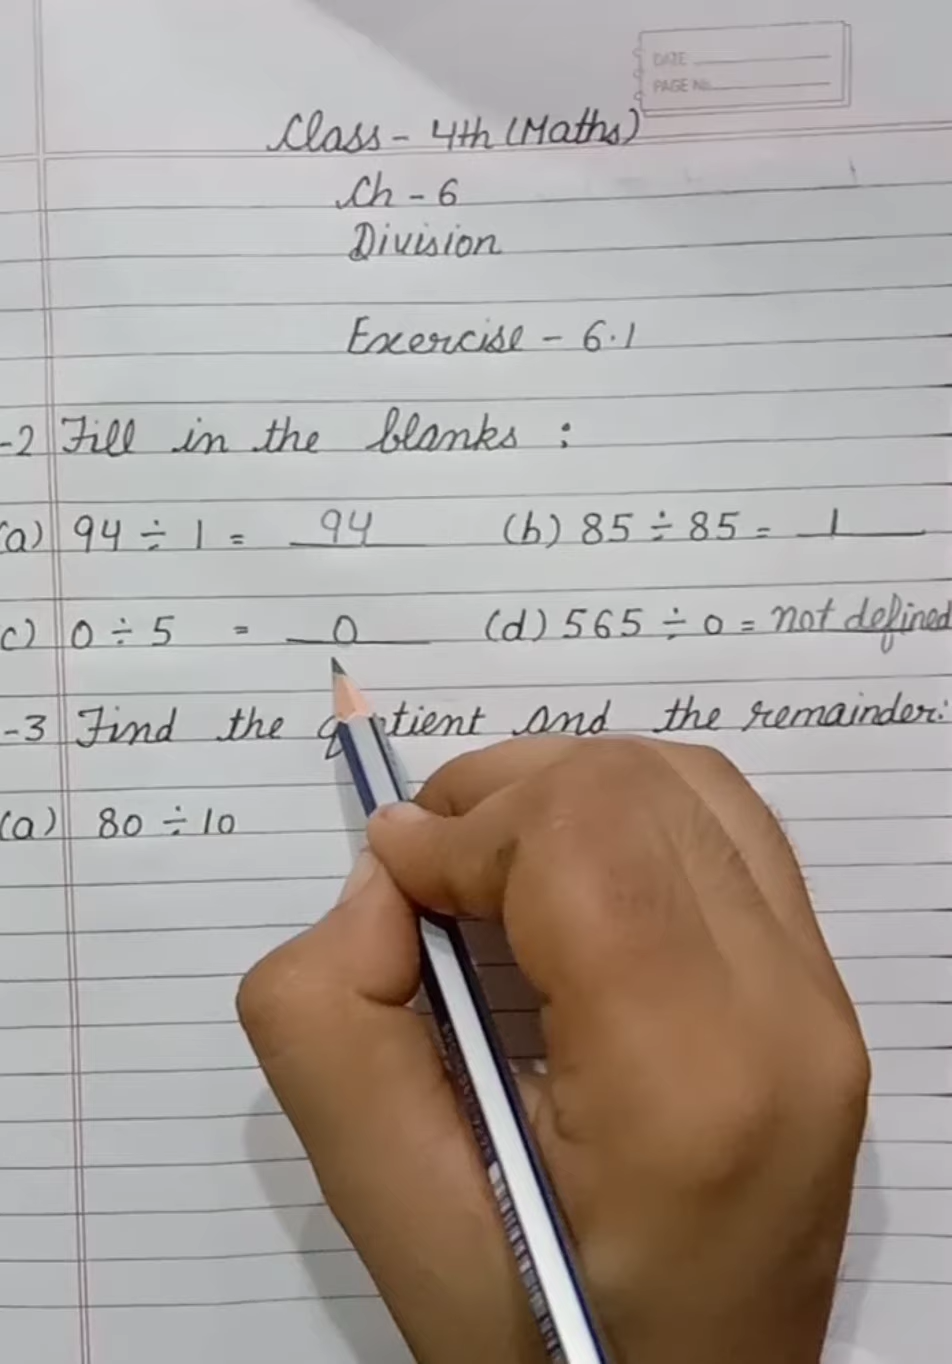 DATE
PAGE No.
Class - 4th (Maths)
Ch - 6
Division
Exercise - 6.1
-2 Fill in the blanks :
(a) 94 ÷ 1 = 94 (b) 85 ÷ 85 = 1
c) 0 ÷ 5 = 0 (d) 565 ÷ 0 = not defined
-3 Find the tient and the remainder:
(a) 80 ÷ 10